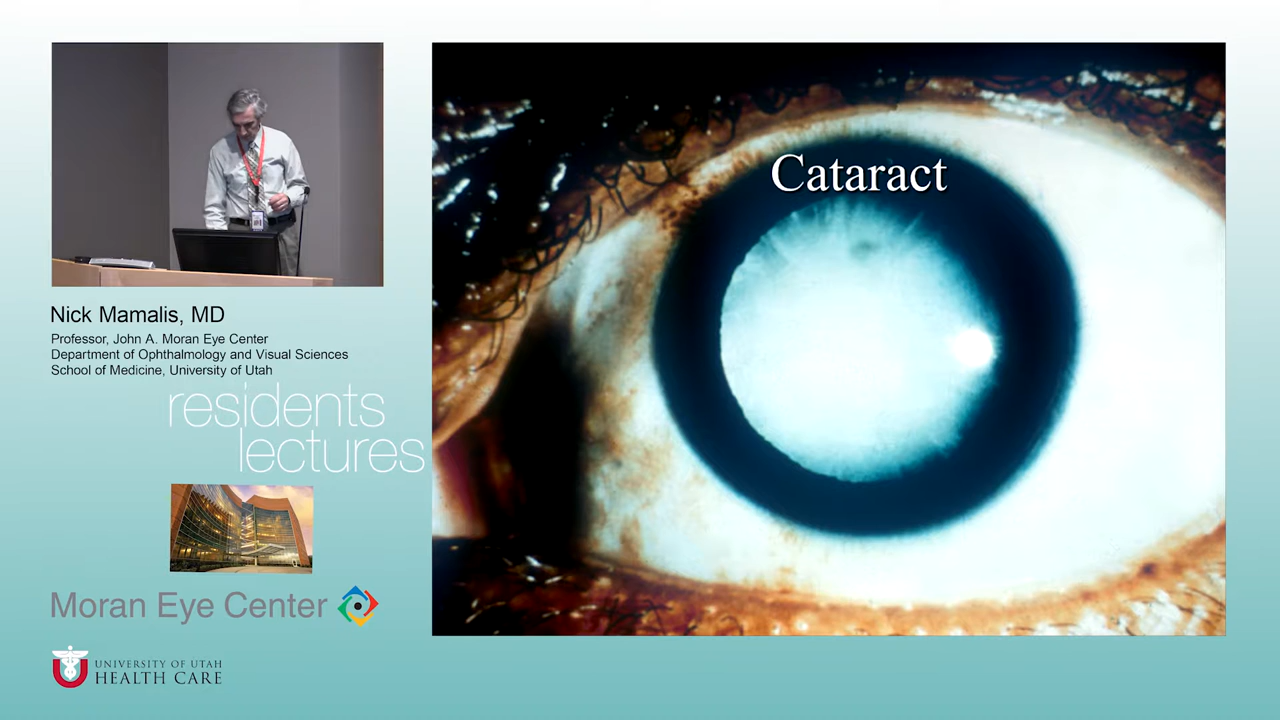 Cataract
Nick Mamalis, MD
Professor, John A. Moran Eye Center
Department of Ophthalmology and Visual Sciences
School of Medicine, University of Utah
residents
lectures
Moran Eye Center
UNIVERSITY OF UTAH
HEALTH CARE